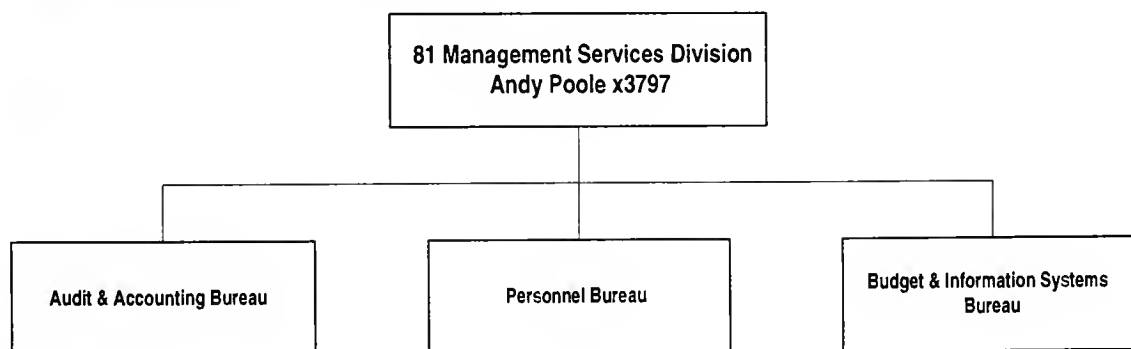 81 Management Services Division
Andy Poole x3797
Audit & Accounting Bureau
Personnel Bureau
Budget & Information Systems
Bureau